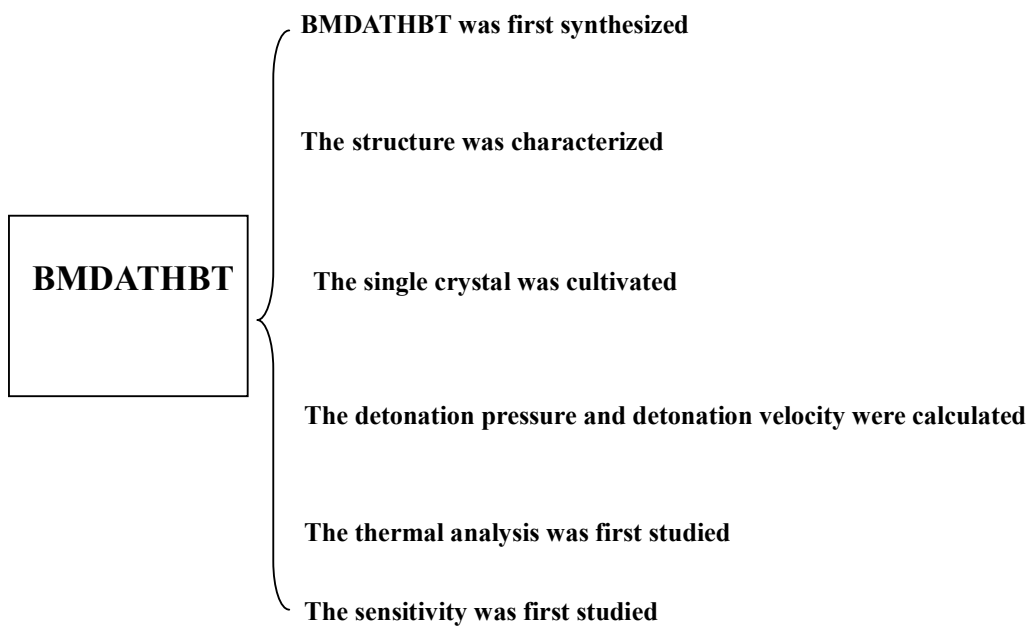 BMDATHBT was first synthesized
The structure was characterized
BMDATHBT
The single crystal was cultivated
The detonation pressure and detonation velocity were calculated
The thermal analysis was first studied
The sensitivity was first studied